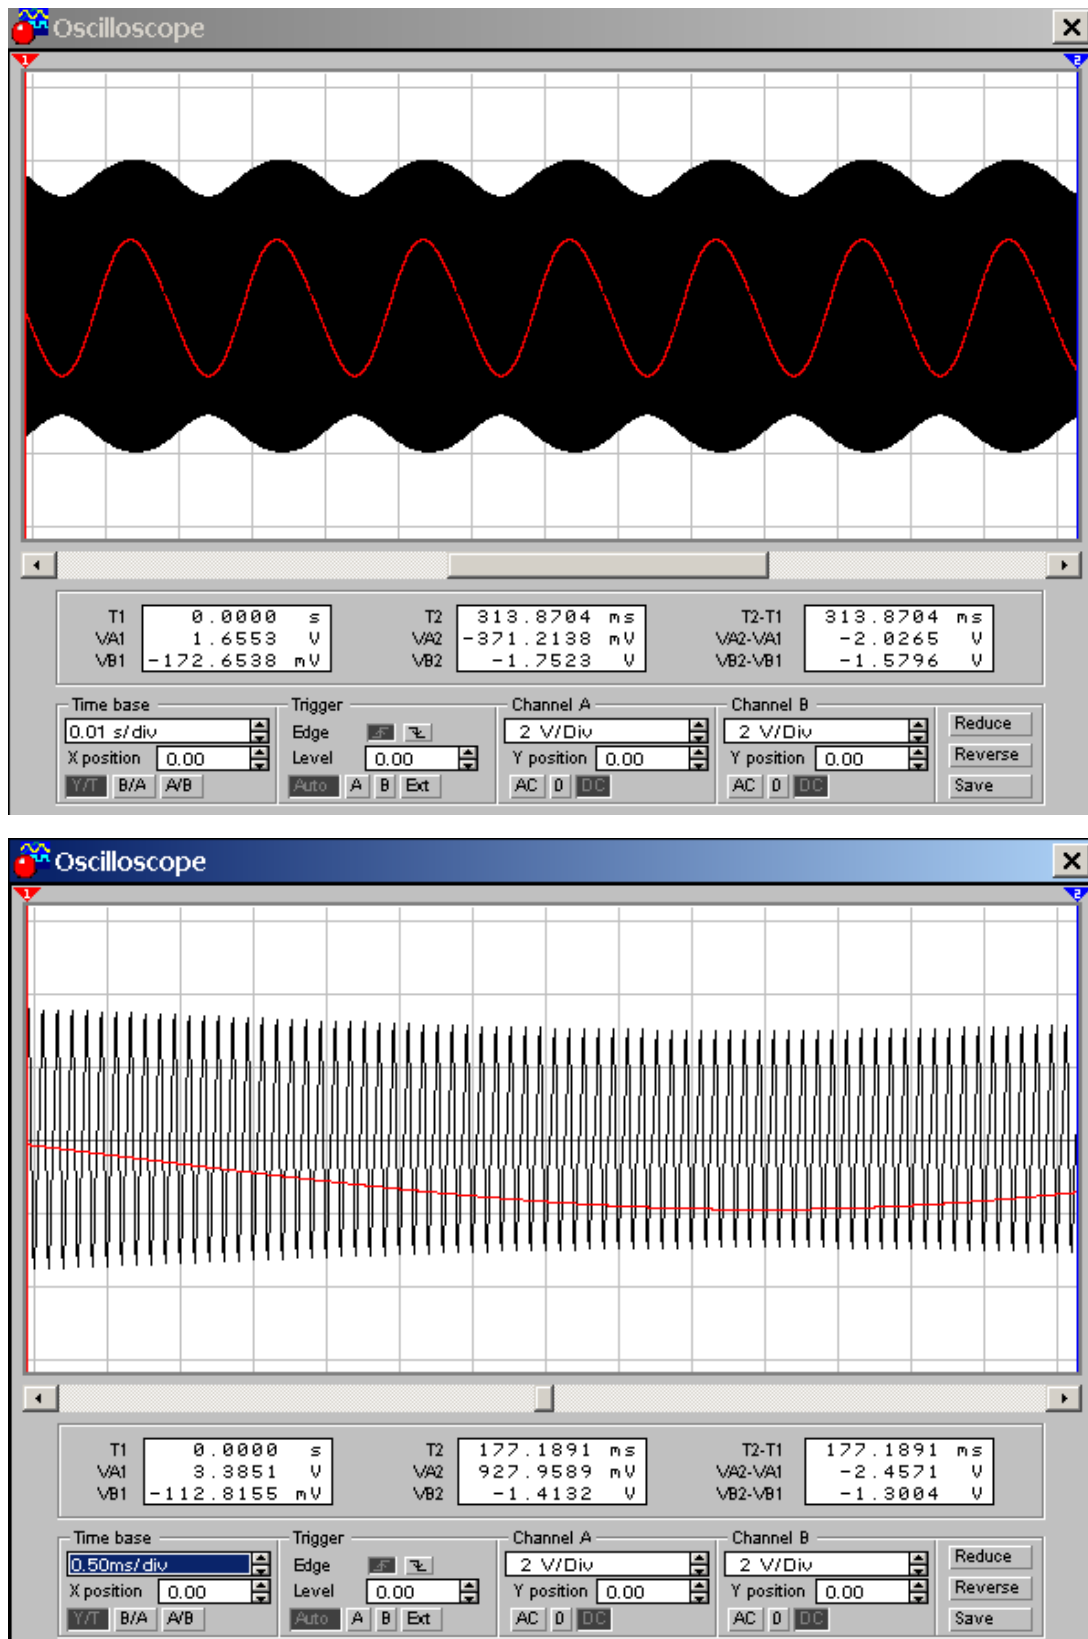 Oscilloscope
1 2
T1 0.0000 s T2 313.8704 ms T2-T1 313.8704 ms
VA1 1.6553 V VA2 -371.2138 mV VA2-VA1 -2.0265 V
VB1 -172.6538 mV VB2 -1.7523 V VB2-VB1 -1.5796 V
Time base Trigger Channel A Channel B
0.01 s/div Edge 2 V/Div 2 V/Div Reduce
X position 0.00 Level 0.00 Y position 0.00 Y position 0.00 Reverse
Y/T B/A A/B Auto A B Ext AC 0 DC AC 0 DC Save
Oscilloscope
1 2
T1 0.0000 s T2 177.1891 ms T2-T1 177.1891 ms
VA1 3.3851 V VA2 927.9589 mV VA2-VA1 -2.4571 V
VB1 -112.8155 mV VB2 -1.4132 V VB2-VB1 -1.3004 V
Time base Trigger Channel A Channel B
0.50ms/div Edge 2 V/Div 2 V/Div Reduce
X position 0.00 Level 0.00 Y position 0.00 Y position 0.00 Reverse
Y/T B/A A/B Auto A B Ext AC 0 DC AC 0 DC Save